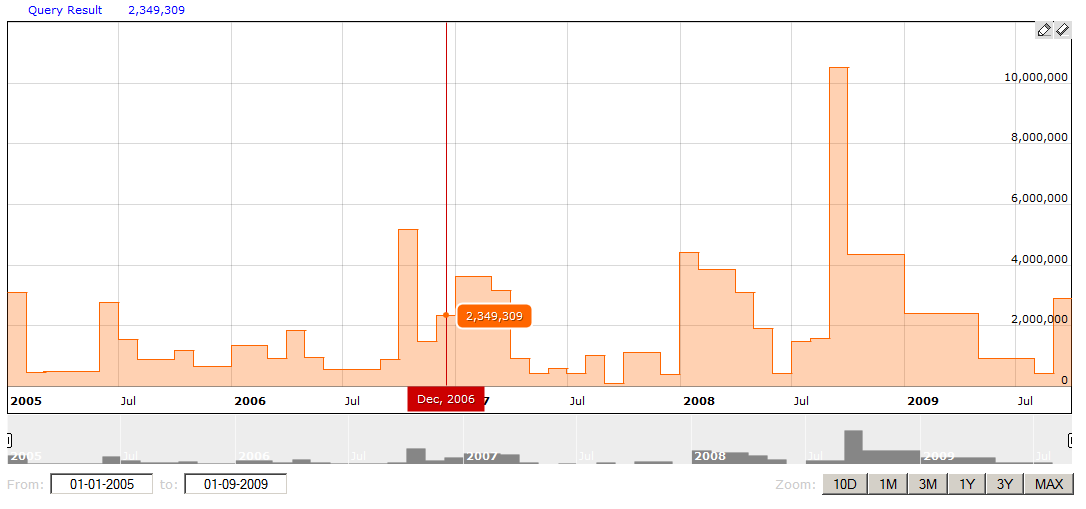 Query Result 2,349,309
10,000,000
8,000,000
6,000,000
4,000,000
2,349,309
2,000,000
0
2005 Jul 2006 Jul Dec, 2006 7 Jul 2008 Jul 2009 Jul
2005 Jul 2006 Jul 2007 Jul 2008 Jul 2009 Jul
From: 01-01-2005 to: 01-09-2009 Zoom: 10D 1M 3M 1Y 3Y MAX